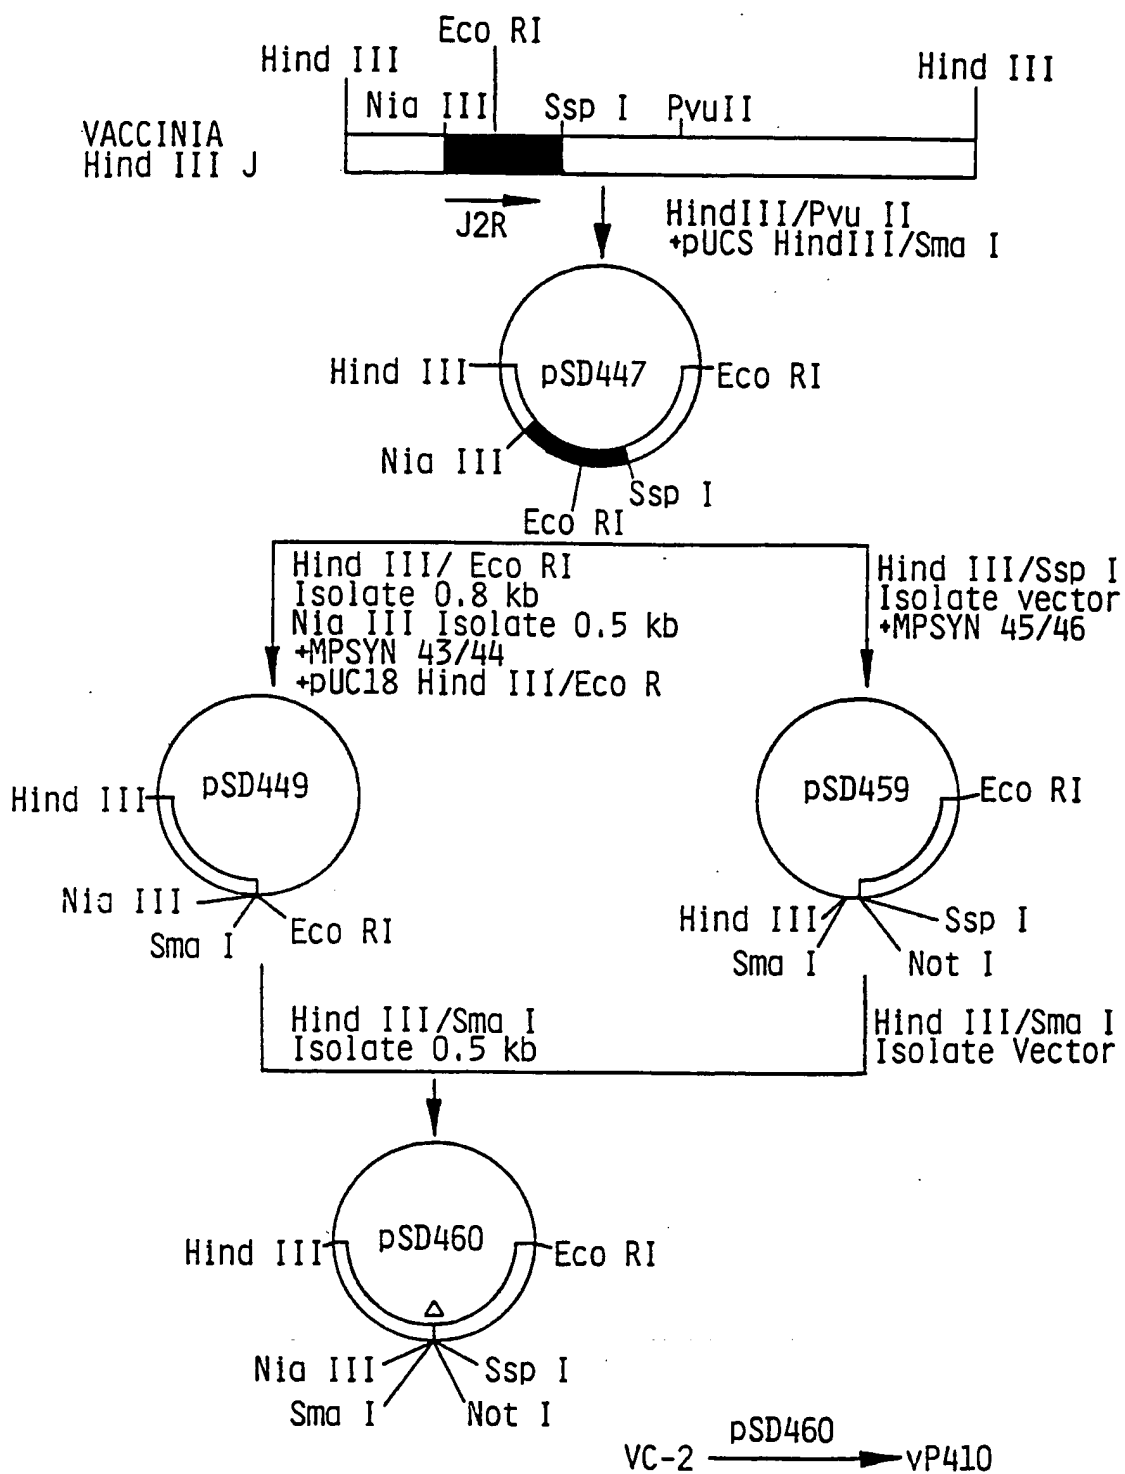 Eco RI
Hind III
Hind III
Nia III
Ssp I
PvuII
VACCINIA
Hind III J
J2R
HindIII/Pvu II
+pUCS HindIII/Sma I
pSD447
Hind III
Eco RI
Nia III
Ssp I
Eco RI
Hind III/ Eco RI
Isolate 0.8 kb
Nia III Isolate 0.5 kb
+MPSYN 43/44
+pUC18 Hind III/Eco R
Hind III/Ssp I
Isolate vector
+MPSYN 45/46
pSD449
Hind III
Nia III
Sma I
Eco RI
pSD459
Eco RI
Hind III
Sma I
Ssp I
Not I
Hind III/Sma I
Isolate 0.5 kb
Hind III/Sma I
Isolate Vector
pSD460
Hind III
Eco RI
Δ
Nia III
Ssp I
Sma I
Not I
pSD460
VC-2
vP410